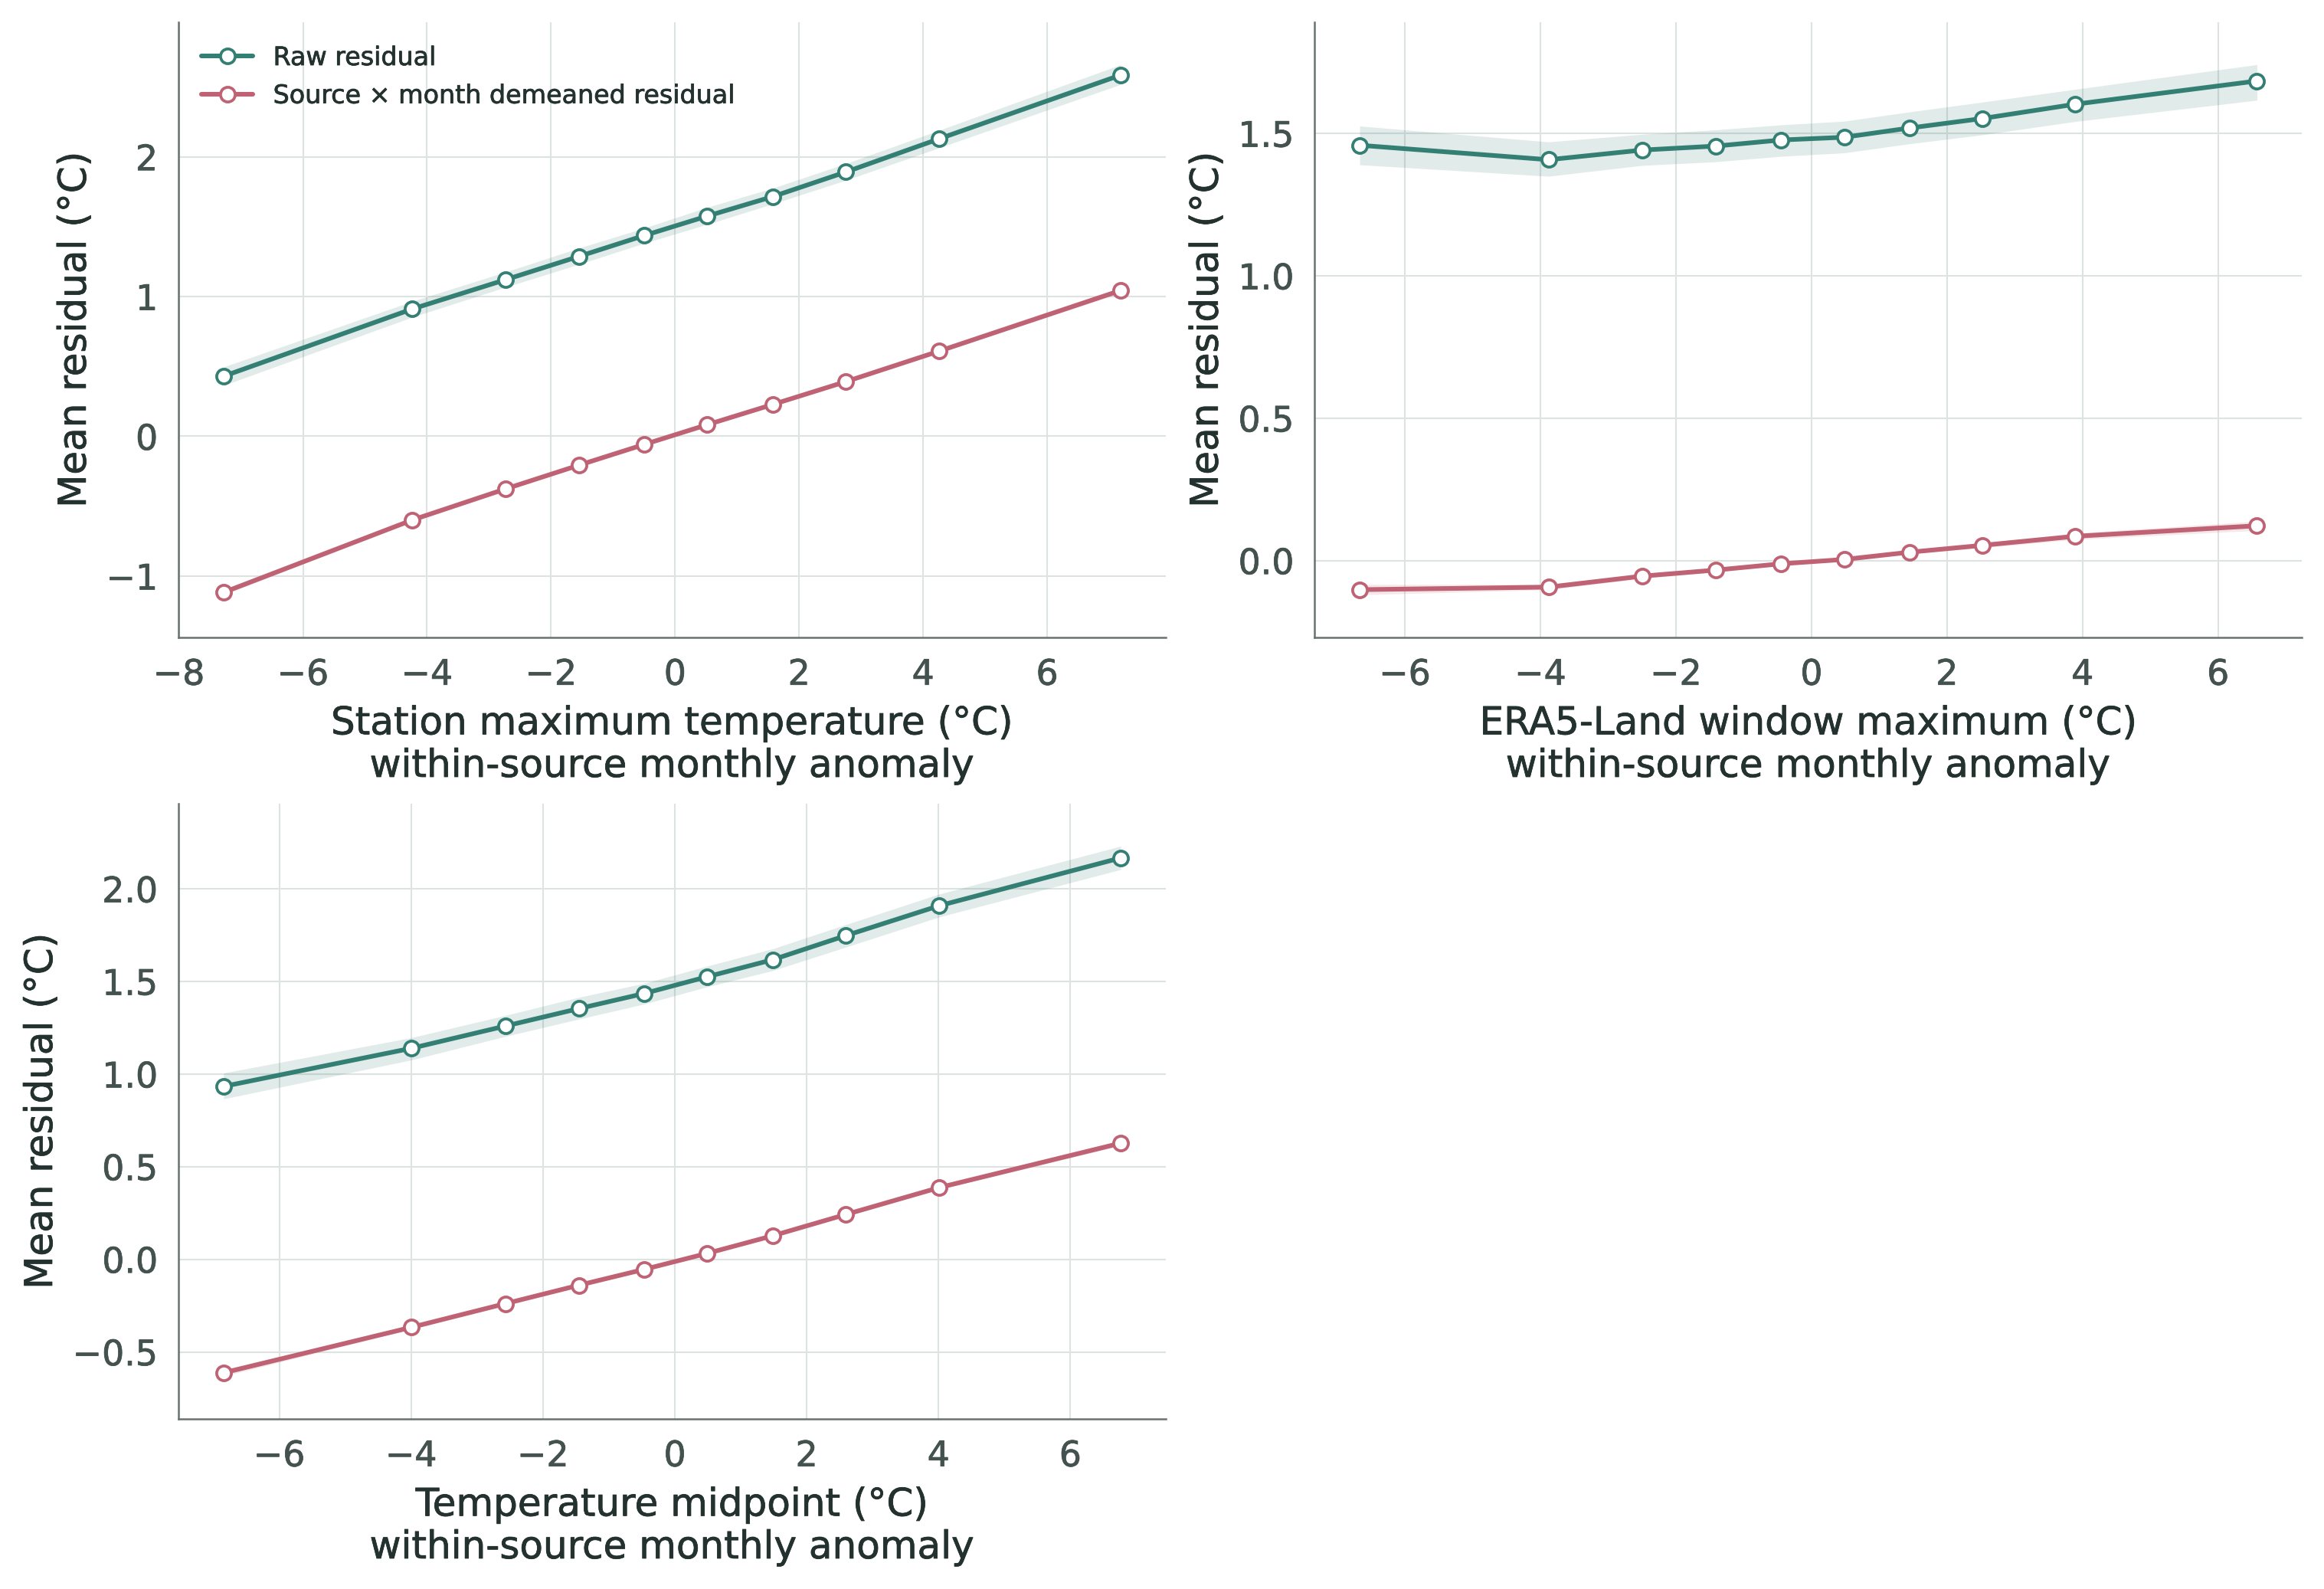 Raw residual
Source × month demeaned residual
Mean residual (°C)
2
1
0
−1
−8 −6 −4 −2 0 2 4 6
Station maximum temperature (°C)
within-source monthly anomaly
Mean residual (°C)
1.5
1.0
0.5
0.0
−6 −4 −2 0 2 4 6
ERA5-Land window maximum (°C)
within-source monthly anomaly
Mean residual (°C)
2.0
1.5
1.0
0.5
0.0
−0.5
−6 −4 −2 0 2 4 6
Temperature midpoint (°C)
within-source monthly anomaly